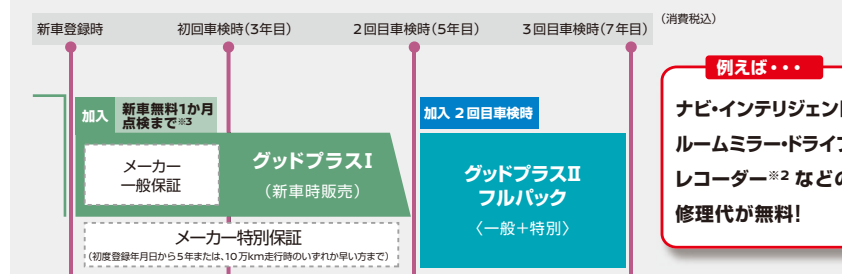 （消費税込）
新車登録時
初回車検時（3年目）
2回目車検時（5年目）
3回目車検時（7年目）
加入
新車無料1か月
点検まで※3
メーカー
一般保証
グッドプラスI
（新車時販売）
メーカー特別保証
（初度登録年月日から5年または、10万km走行時のいずれか早い方まで）
加入 2回目車検時
グッドプラスII
フルパック
〈一般＋特別〉
例えば・・・
ナビ・インテリジェント
ルームミラー・ドライブ
レコーダー※2 などの
修理代が無料！